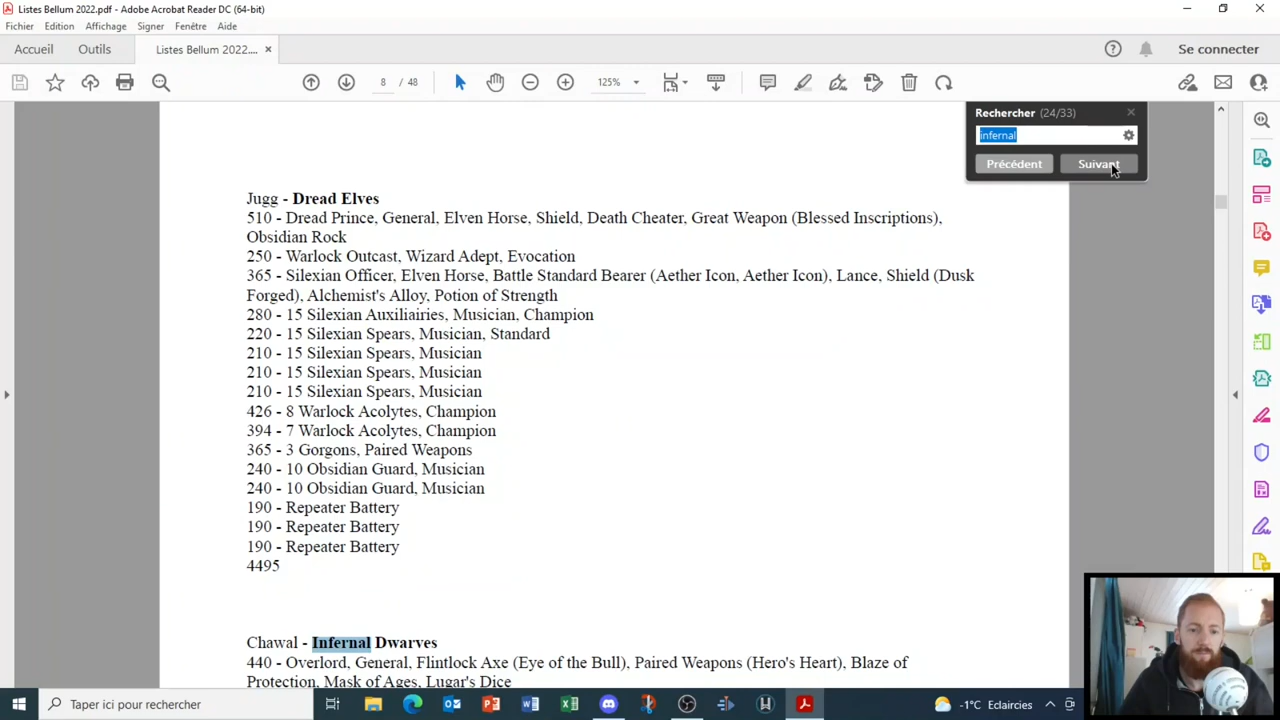 Listes Bellum 2022.pdf - Adobe Acrobat Reader DC (64-bit)
Fichier Edition Affichage Signer Fenêtre Aide
Accueil Outils Listes Bellum 2022.... × Se connecter
8 / 48 125%
Rechercher (24/33)
infernal
Précédent Suivant
Jugg - Dread Elves
510 - Dread Prince, General, Elven Horse, Shield, Death Cheater, Great Weapon (Blessed Inscriptions),
Obsidian Rock
250 - Warlock Outcast, Wizard Adept, Evocation
365 - Silexian Officer, Elven Horse, Battle Standard Bearer (Aether Icon, Aether Icon), Lance, Shield (Dusk
Forged), Alchemist's Alloy, Potion of Strength
280 - 15 Silexian Auxiliairies, Musician, Champion
220 - 15 Silexian Spears, Musician, Standard
210 - 15 Silexian Spears, Musician
210 - 15 Silexian Spears, Musician
210 - 15 Silexian Spears, Musician
426 - 8 Warlock Acolytes, Champion
394 - 7 Warlock Acolytes, Champion
365 - 3 Gorgons, Paired Weapons
240 - 10 Obsidian Guard, Musician
240 - 10 Obsidian Guard, Musician
190 - Repeater Battery
190 - Repeater Battery
190 - Repeater Battery
4495
Chawal - Infernal Dwarves
440 - Overlord, General, Flintlock Axe (Eye of the Bull), Paired Weapons (Hero's Heart), Blaze of
Protection, Mask of Ages, Lugar's Dice
Taper ici pour rechercher -1°C Eclaircies